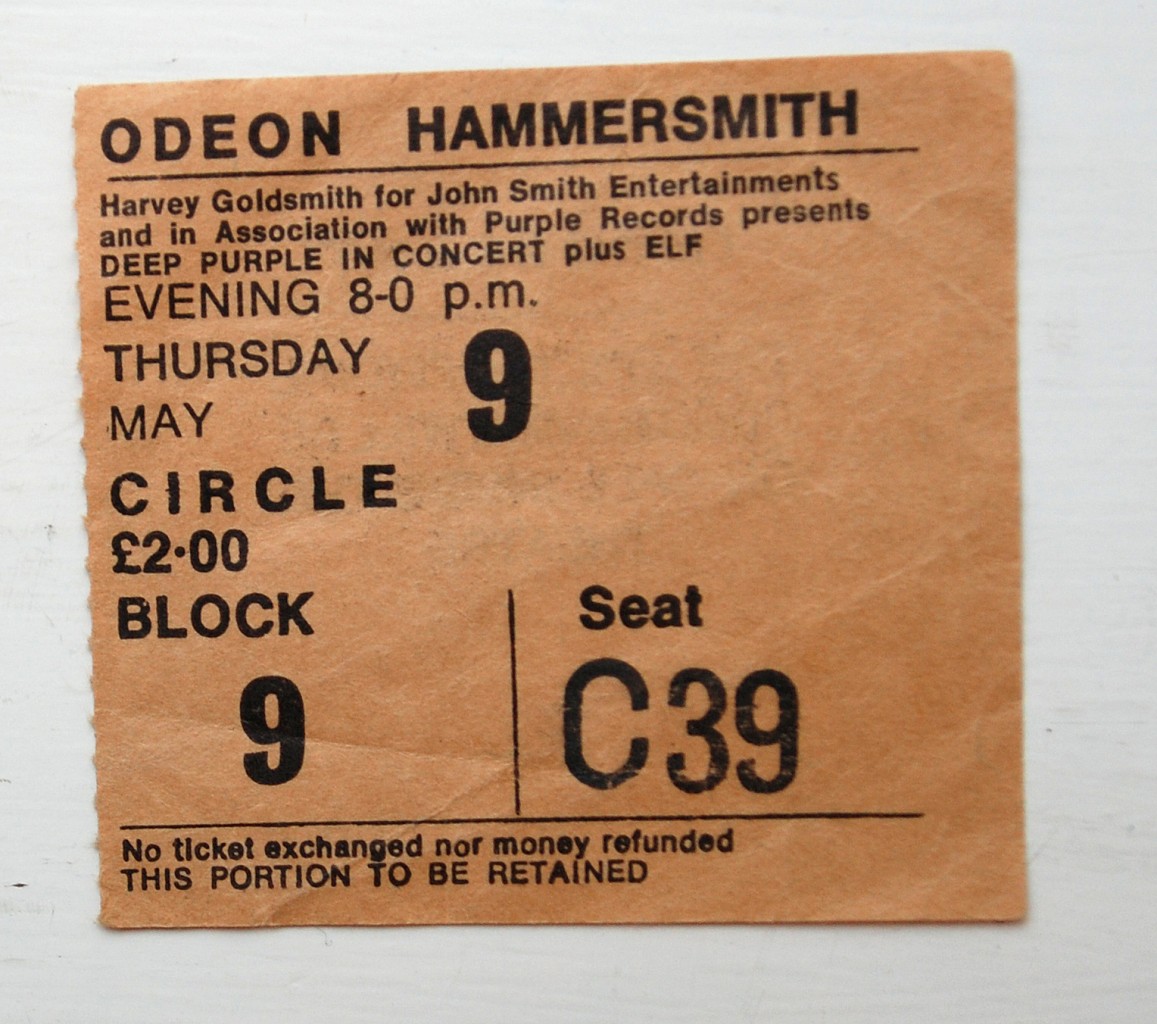 ODEON HAMMERSMITH
Harvey Goldsmith for John Smith Entertainments
and in Association with Purple Records presents
DEEP PURPLE IN CONCERT plus ELF
EVENING 8-0 p.m.
THURSDAY 9
MAY
CIRCLE
£2·00
BLOCK Seat
9 C39
No ticket exchanged nor money refunded
THIS PORTION TO BE RETAINED